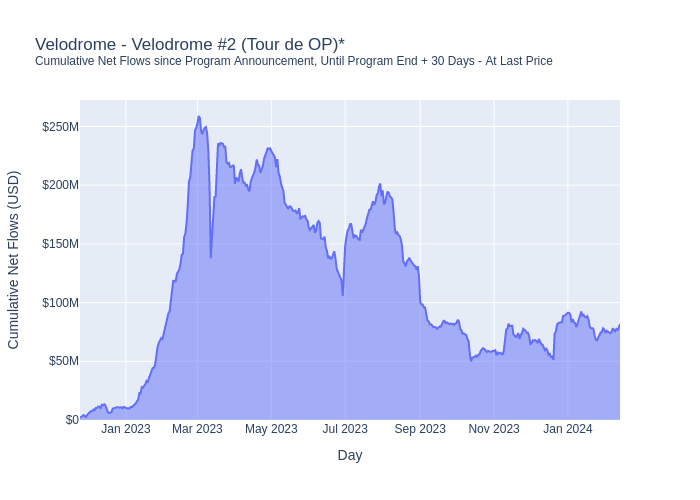 Velodrome - Velodrome #2 (Tour de OP)*
Cumulative Net Flows since Program Announcement, Until Program End + 30 Days - At Last Price
Cumulative Net Flows (USD)
$250M
$200M
$150M
$100M
$50M
$0
Jan 2023 Mar 2023 May 2023 Jul 2023 Sep 2023 Nov 2023 Jan 2024
Day